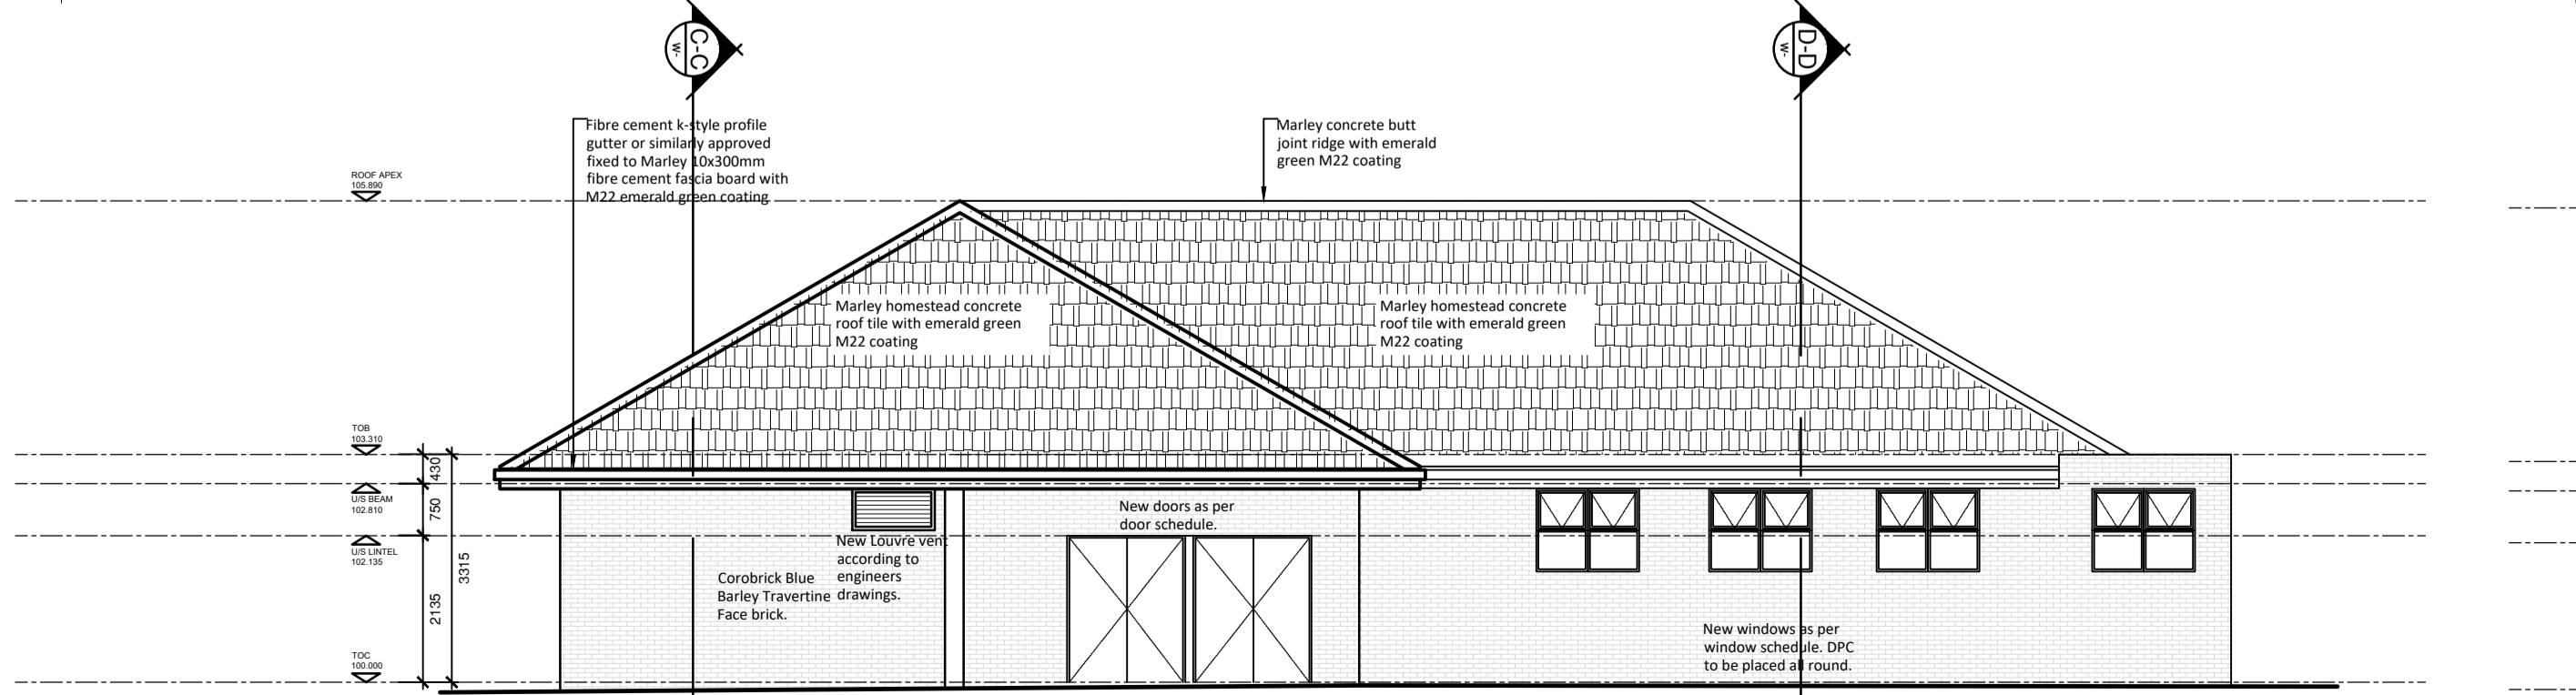 C-C
W-
D-D
W-
Fibre cement k-style profile
gutter or similarly approved
fixed to Marley 10x300mm
fibre cement fascia board with
M22 emerald green coating
Marley concrete butt
joint ridge with emerald
green M22 coating
ROOF APEX
105.890
Marley homestead concrete
roof tile with emerald green
M22 coating
Marley homestead concrete
roof tile with emerald green
M22 coating
TOB
103.310
430
U/S BEAM
102.810
750
U/S LINTEL
102.135
3315
2135
TOC
100.000
New doors as per
door schedule.
New Louvre vent
according to
engineers
drawings.
Corobrick Blue
Barley Travertine
Face brick.
New windows as per
window schedule. DPC
to be placed all round.